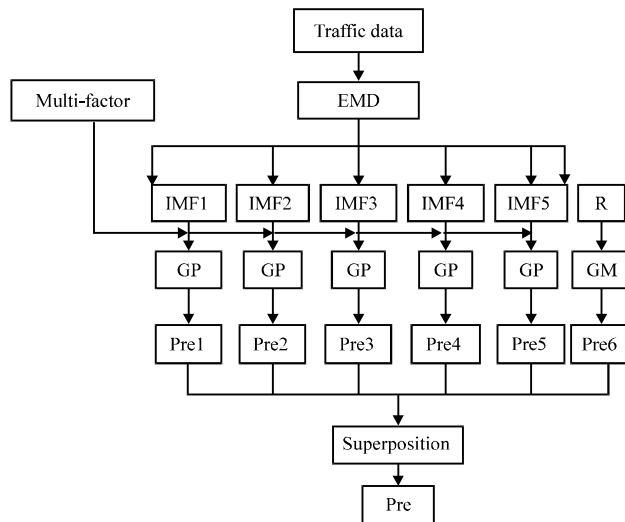 Traffic data
Multi-factor
EMD
IMF1 IMF2 IMF3 IMF4 IMF5 R
GP GP GP GP GP GM
Pre1 Pre2 Pre3 Pre4 Pre5 Pre6
Superposition
Pre